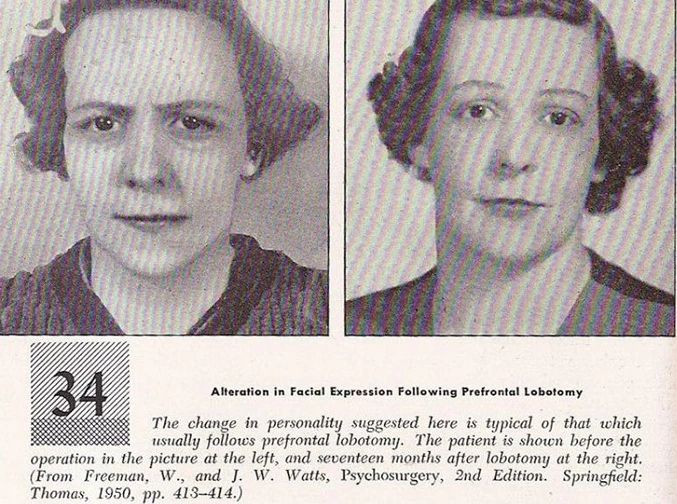 34
Alteration in Facial Expression Following Prefrontal Lobotomy
The change in personality suggested here is typical of that which
usually follows prefrontal lobotomy. The patient is shown before the
operation in the picture at the left, and seventeen months after lobotomy at the right.
(From Freeman, W., and J. W. Watts, Psychosurgery, 2nd Edition. Springfield:
Thomas, 1950, pp. 413–414.)